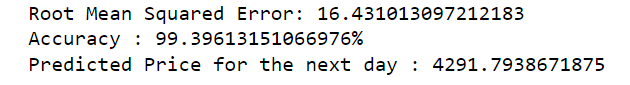 Root Mean Squared Error: 16.431013097212183
Accuracy : 99.39613151066976%
Predicted Price for the next day : 4291.7938671875